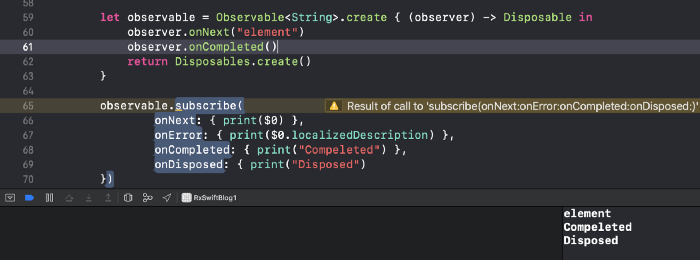 58
59 let observable = Observable<String>.create { (observer) -> Disposable in
60 observer.onNext("element")
61 observer.onCompleted()
62 return Disposables.create()
63 }
64
65 observable.subscribe( Result of call to 'subscribe(onNext:onError:onCompleted:onDisposed:)'
66 onNext: { print($0) },
67 onError: { print($0.localizedDescription) },
68 onCompleted: { print("Compeleted") },
69 onDisposed: { print("Disposed")
70 })
RxSwiftBlog1
element
Compeleted
Disposed